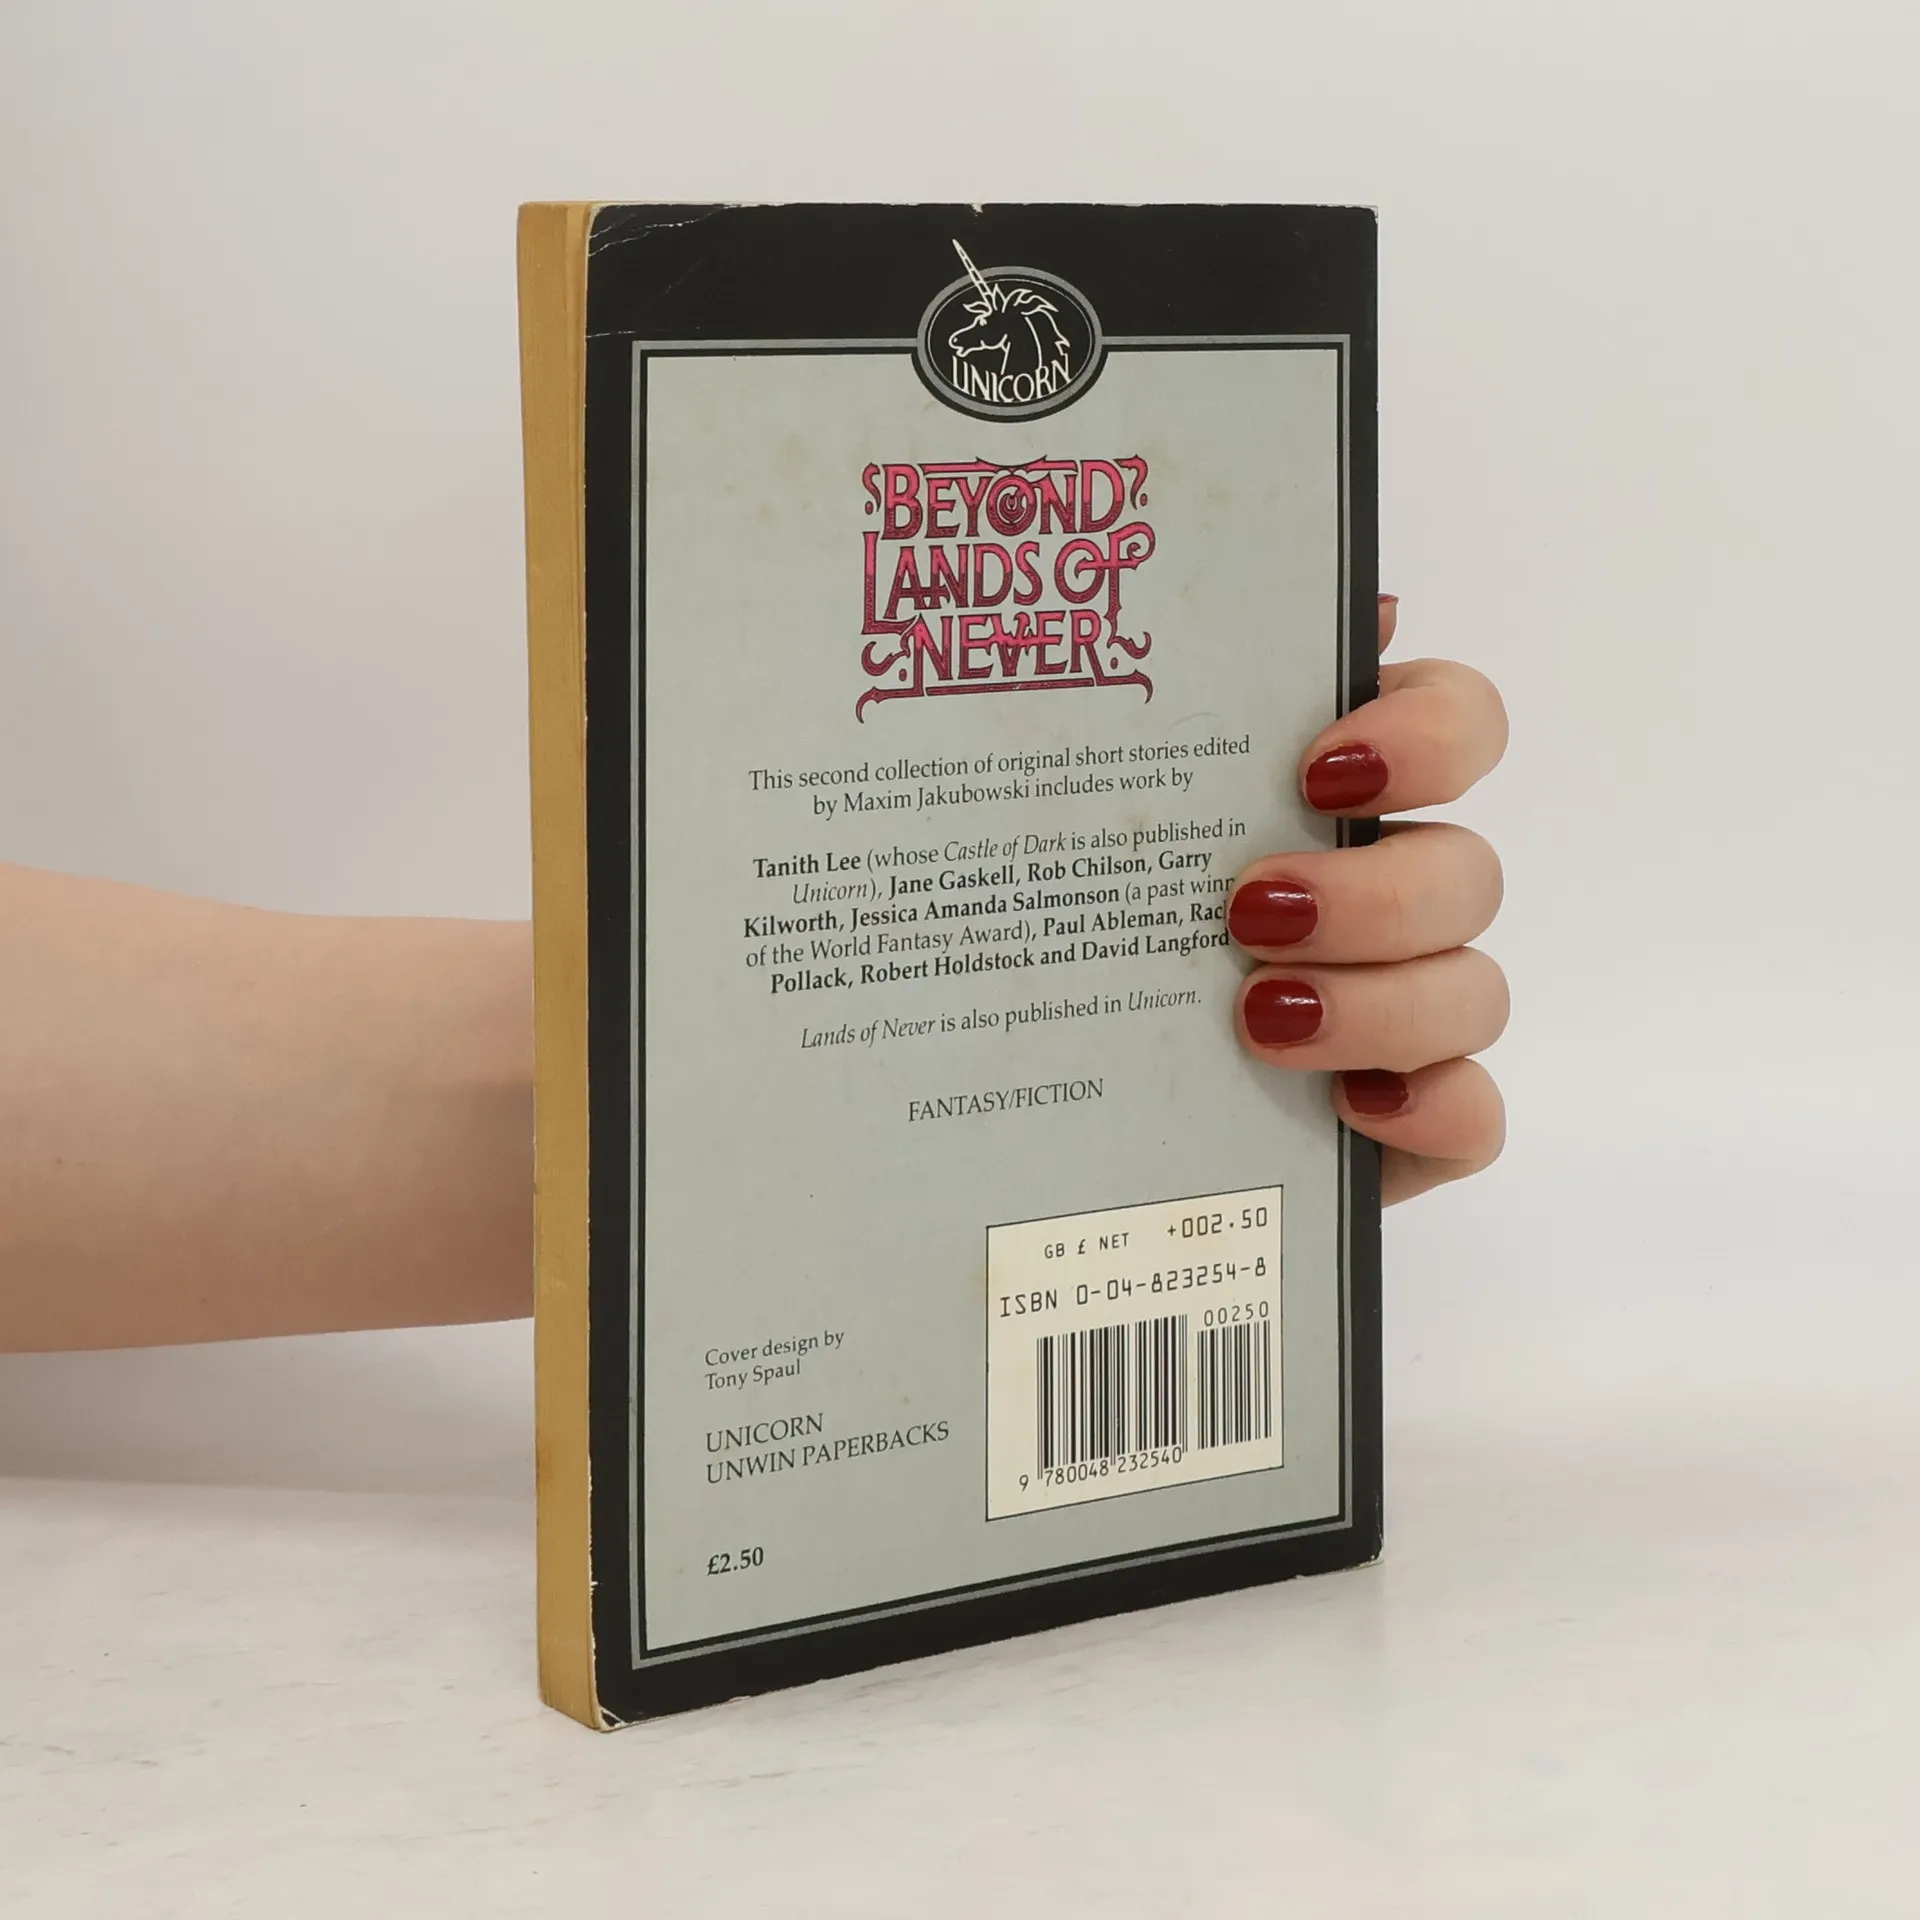 UNICORN
BEYOND
LANDS OF
NEVER
This second collection of original short stories edited
by Maxim Jakubowski includes work by
Tanith Lee (whose Castle of Dark is also published in
Unicorn), Jane Gaskell, Rob Chilson, Garry
Kilworth, Jessica Amanda Salmonson (a past
of the World Fantasy Award), Paul Ableman,
Pollack, Robert Holdstock and David Langford
Lands of Never is also published in Unicorn.
FANTASY/FICTION
GB £ NET +002.50
ISBN 0-04-823254-8
00250
9 780048 232540
Cover design by
Tony Spaul
UNICORN
UNWIN PAPERBACKS
£2.50